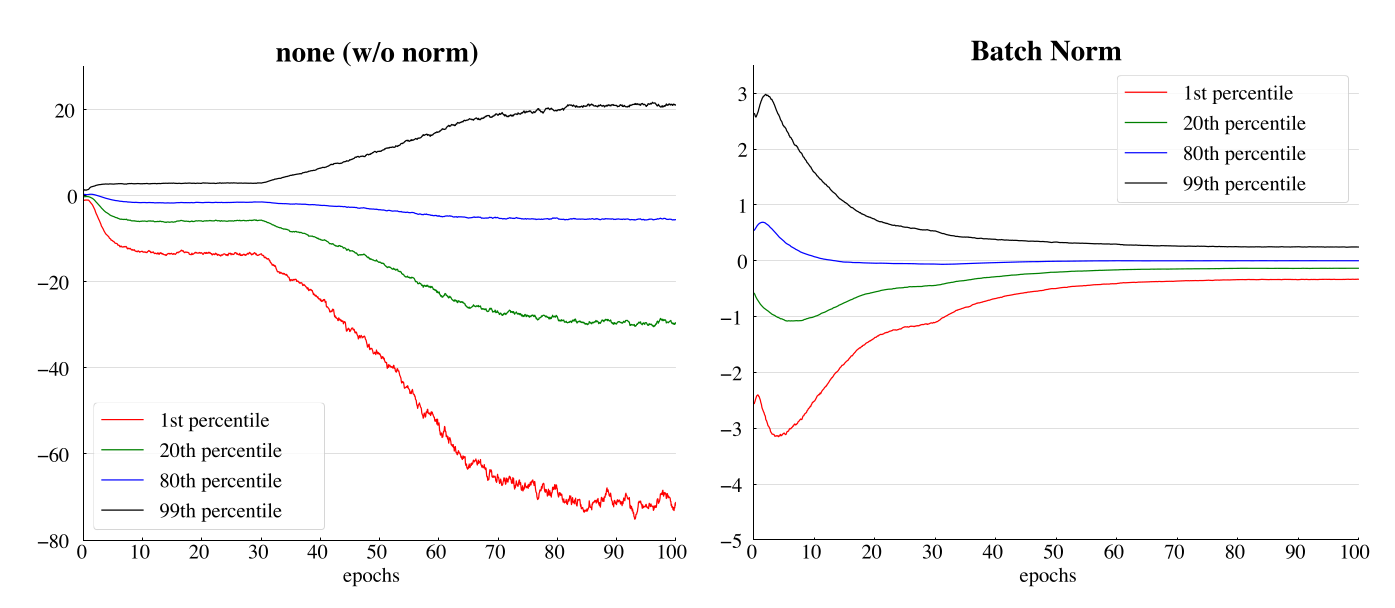 none (w/o norm)
20
0
−20
−40
−60
−80
1st percentile
20th percentile
80th percentile
99th percentile
0 10 20 30 40 50 60 70 80 90 100
epochs
Batch Norm
3
2
1
0
−1
−2
−3
−4
−5
1st percentile
20th percentile
80th percentile
99th percentile
0 10 20 30 40 50 60 70 80 90 100
epochs